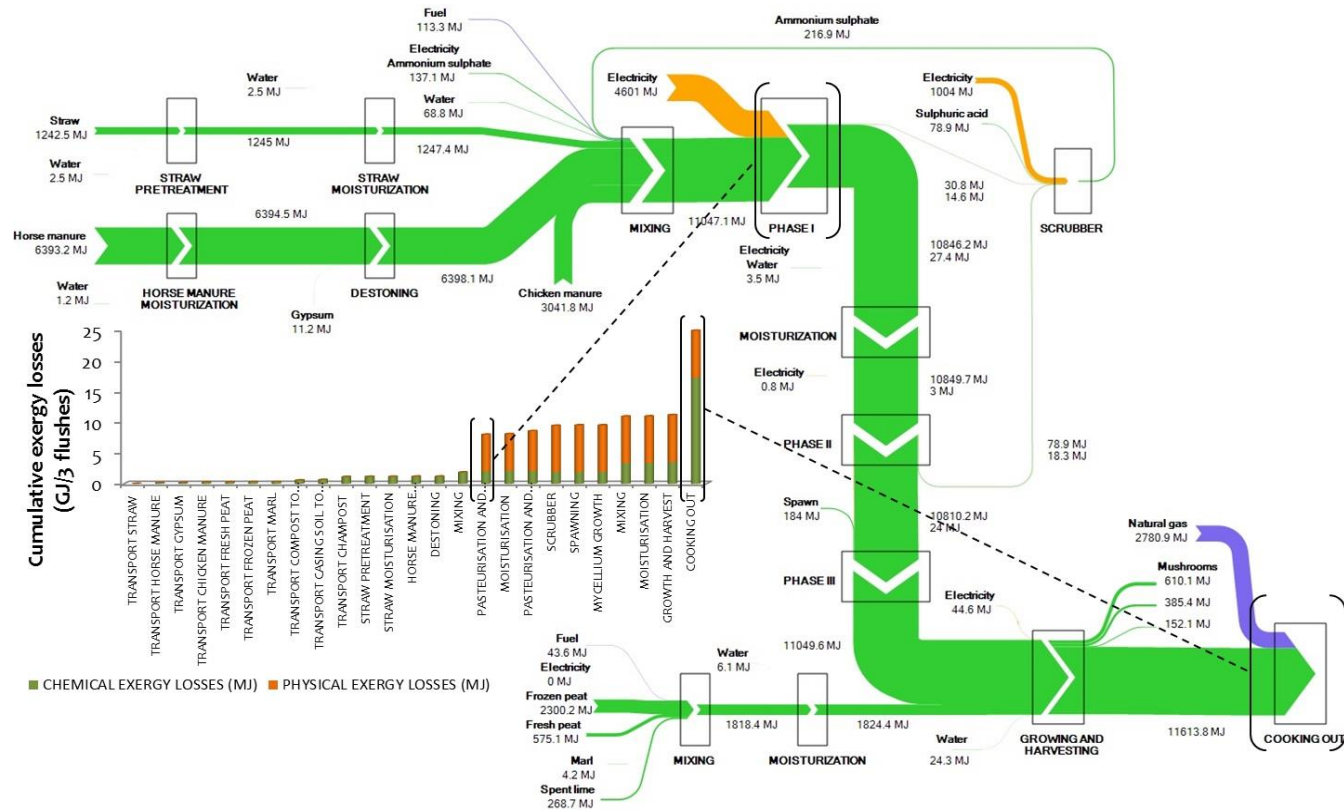 Fuel
113.3 MJ
Electricity
Ammonium sulphate
137.1 MJ
Water
68.8 MJ
Water
2.5 MJ
Straw
1242.5 MJ
1245 MJ
1247.4 MJ
Water
2.5 MJ
STRAW
PRETREATMENT
STRAW
MOISTURIZATION
6394.5 MJ
Horse manure
6393.2 MJ
6398.1 MJ
Water
1.2 MJ
HORSE MANURE
MOISTURIZATION
DESTONING
Gypsum
11.2 MJ
Chicken manure
3041.8 MJ
MIXING
11047.1 MJ
Electricity
4601 MJ
PHASE I
Ammonium sulphate
216.9 MJ
Electricity
1004 MJ
Sulphuric acid
78.9 MJ
30.8 MJ
14.6 MJ
SCRUBBER
10846.2 MJ
27.4 MJ
Electricity
Water
3.5 MJ
MOISTURIZATION
10849.7 MJ
3 MJ
Electricity
0.8 MJ
PHASE II
78.9 MJ
18.3 MJ
Spawn
184 MJ
10810.2 MJ
24 MJ
PHASE III
11049.6 MJ
Natural gas
2780.9 MJ
Mushrooms
610.1 MJ
385.4 MJ
152.1 MJ
Electricity
44.6 MJ
Fuel
43.6 MJ
Electricity
0 MJ
Frozen peat
2300.2 MJ
Fresh peat
575.1 MJ
Marl
4.2 MJ
Spent lime
268.7 MJ
MIXING
1818.4 MJ
Water
6.1 MJ
MOISTURIZATION
1824.4 MJ
Water
24.3 MJ
GROWING AND
HARVESTING
11613.8 MJ
COOKING OUT
Cumulative exergy losses
(GJ/3 flushes)
25
20
15
10
5
0
TRANSPORT STRAW
TRANSPORT HORSE MANURE
TRANSPORT GYPSUM
TRANSPORT CHICKEN MANURE
TRANSPORT FRESH PEAT
TRANSPORT FROZEN PEAT
TRANSPORT MARL
TRANSPORT COMPOST TO...
TRANSPORT CASING SOIL TO...
TRANSPORT CHAMPOST
STRAW PRETREATMENT
STRAW MOISTURISATION
HORSE MANURE...
DESTONING
MIXING
PASTEURISATION AND...
MOISTURISATION
PASTEURISATION AND...
SCRUBBER
SPAWNING
MYCELLIUM GROWTH
MIXING
MOISTURISATION
GROWTH AND HARVEST
COOKING OUT
CHEMICAL EXERGY LOSSES (MJ)
PHYSICAL EXERGY LOSSES (MJ)